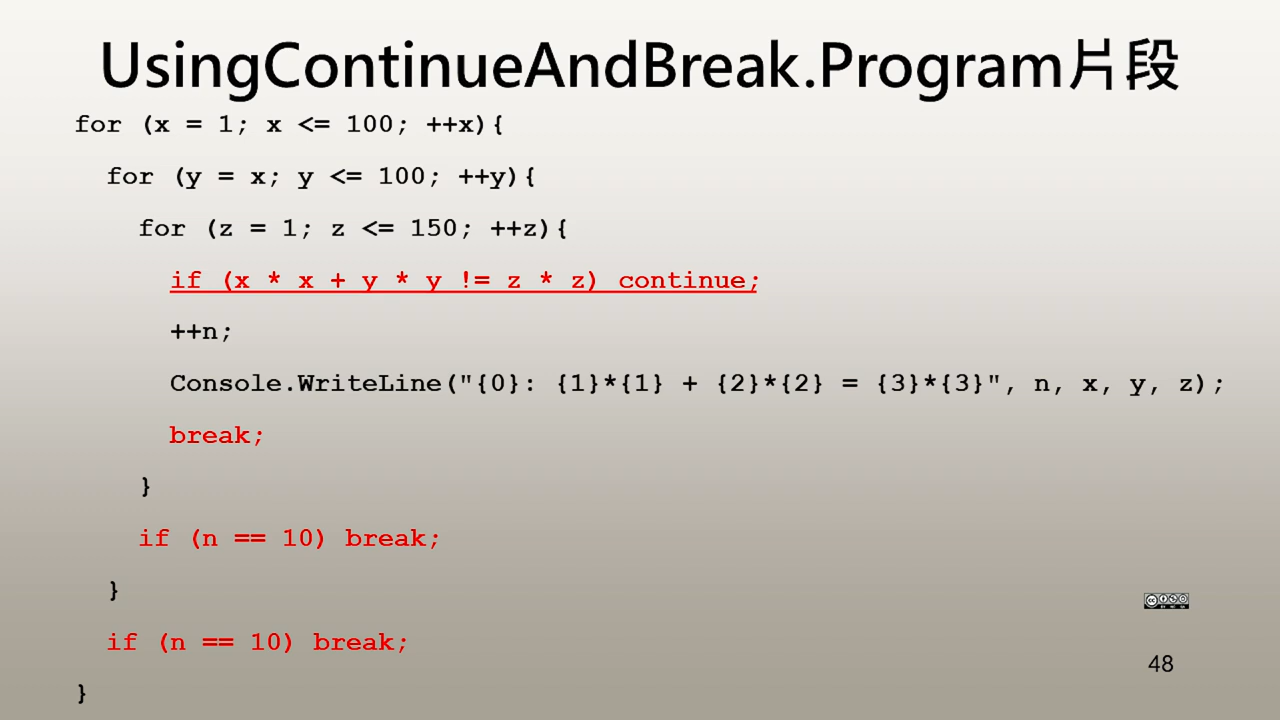 UsingContinueAndBreak.Program片段
for (x = 1; x <= 100; ++x){
for (y = x; y <= 100; ++y){
for (z = 1; z <= 150; ++z){
if (x * x + y * y != z * z) continue;
++n;
Console.WriteLine("{0}: {1}*{1} + {2}*{2} = {3}*{3}", n, x, y, z);
break;
}
if (n == 10) break;
}
if (n == 10) break;
}
48